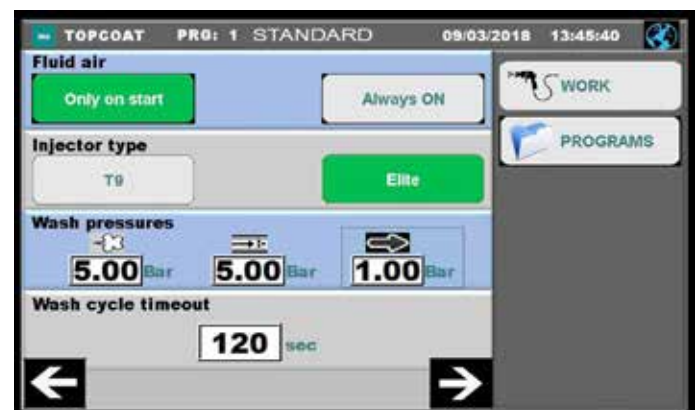 TOPCOAT PRG: 1 STANDARD 09/03/2018 13:45:40
Fluid air
Only on start Always ON
WORK
PROGRAMS
Injector type
T9 Elite
Wash pressures
5.00 Bar 5.00 Bar 1.00 Bar
Wash cycle timeout
120 sec